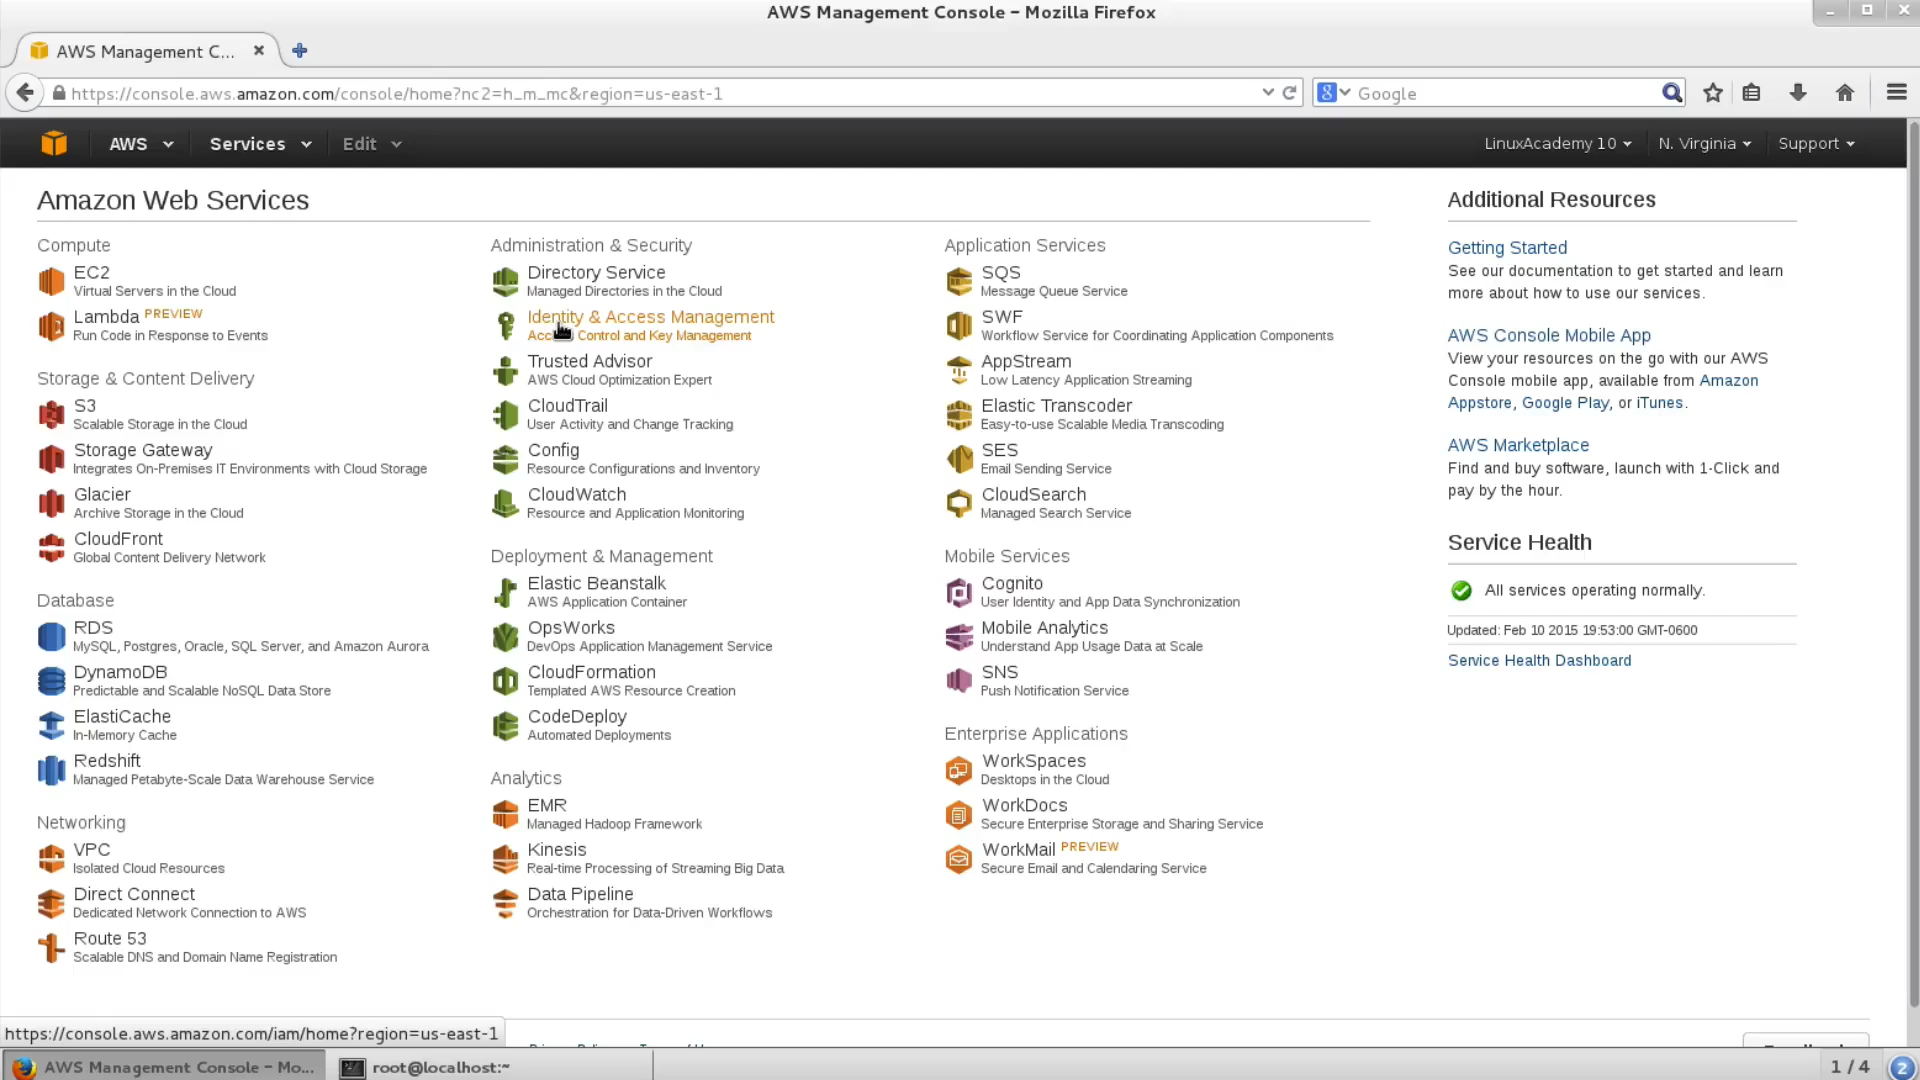 AWS Management Console - Mozilla Firefox
AWS Management C...
https://console.aws.amazon.com/console/home?nc2=h_m_mc&region=us-east-1
Google
AWS
Services
Edit
LinuxAcademy 10
N. Virginia
Support
Amazon Web Services
Compute
EC2
Virtual Servers in the Cloud
Lambda PREVIEW
Run Code in Response to Events
Storage & Content Delivery
S3
Scalable Storage in the Cloud
Storage Gateway
Integrates On-Premises IT Environments with Cloud Storage
Glacier
Archive Storage in the Cloud
CloudFront
Global Content Delivery Network
Database
RDS
MySQL, Postgres, Oracle, SQL Server, and Amazon Aurora
DynamoDB
Predictable and Scalable NoSQL Data Store
ElastiCache
In-Memory Cache
Redshift
Managed Petabyte-Scale Data Warehouse Service
Networking
VPC
Isolated Cloud Resources
Direct Connect
Dedicated Network Connection to AWS
Route 53
Scalable DNS and Domain Name Registration
Administration & Security
Directory Service
Managed Directories in the Cloud
Identity & Access Management
Control and Key Management
Trusted Advisor
AWS Cloud Optimization Expert
CloudTrail
User Activity and Change Tracking
Config
Resource Configurations and Inventory
CloudWatch
Resource and Application Monitoring
Deployment & Management
Elastic Beanstalk
AWS Application Container
OpsWorks
DevOps Application Management Service
CloudFormation
Templated AWS Resource Creation
CodeDeploy
Automated Deployments
Analytics
EMR
Managed Hadoop Framework
Kinesis
Real-time Processing of Streaming Big Data
Data Pipeline
Orchestration for Data-Driven Workflows
Application Services
SQS
Message Queue Service
SWF
Workflow Service for Coordinating Application Components
AppStream
Low Latency Application Streaming
Elastic Transcoder
Easy-to-use Scalable Media Transcoding
SES
Email Sending Service
CloudSearch
Managed Search Service
Mobile Services
Cognito
User Identity and App Data Synchronization
Mobile Analytics
Understand App Usage Data at Scale
SNS
Push Notification Service
Enterprise Applications
WorkSpaces
Desktops in the Cloud
WorkDocs
Secure Enterprise Storage and Sharing Service
WorkMail PREVIEW
Secure Email and Calendaring Service
Additional Resources
Getting Started
See our documentation to get started and learn
more about how to use our services.
AWS Console Mobile App
View your resources on the go with our AWS
Console mobile app, available from Amazon
Appstore, Google Play, or iTunes.
AWS Marketplace
Find and buy software, launch with 1-Click and
pay by the hour.
Service Health
All services operating normally.
Updated: Feb 10 2015 19:53:00 GMT-0600
Service Health Dashboard
https://console.aws.amazon.com/iam/home?region=us-east-1
AWS Management Console - Mo...
root@localhost:~
1 / 4
2